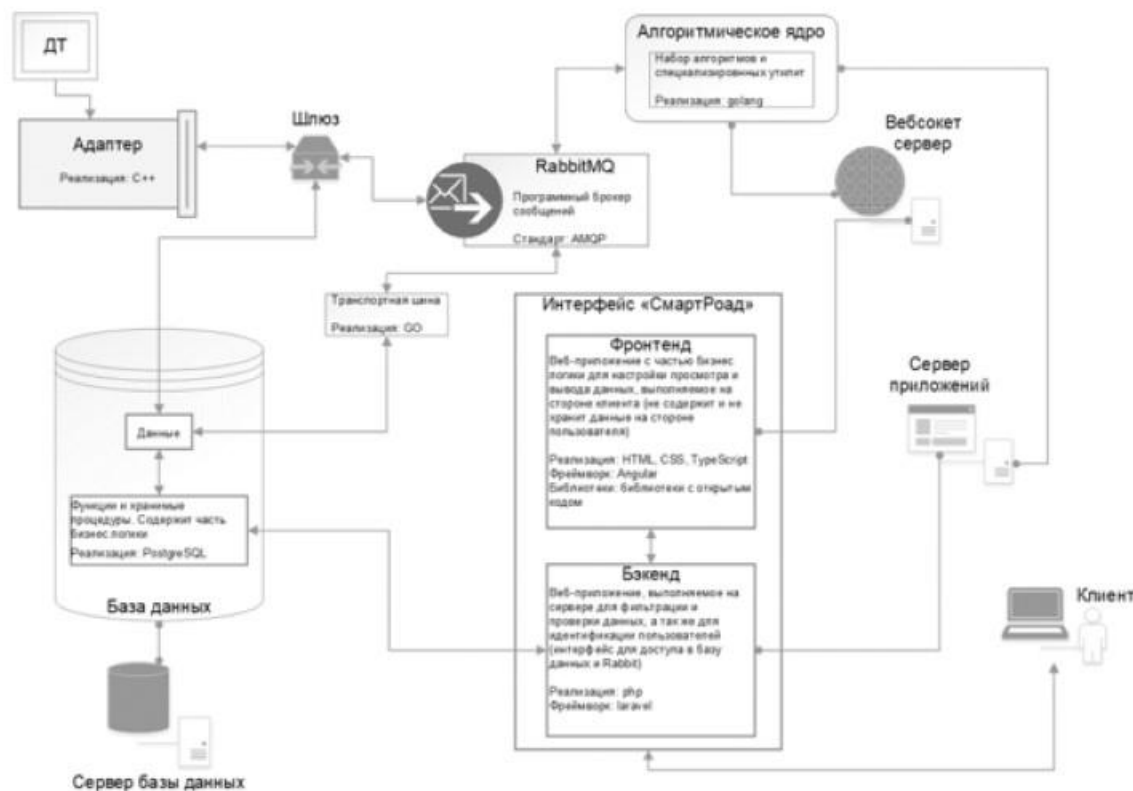 ДТ
Адаптер
Реализация: C++
Шлюз
RabbitMQ
Программный брокер
сообщений
Стандарт: AMQP
Алгоритмическое ядро
Набор алгоритмов и
специализировнных утилит
Реализация: golang
Вебсокет
сервер
Транспортная шина
Реализация: GO
Интерфейс «СмартРоад»
Фронтенд
Веб-приложение с частью бизнес
логики для настройки просмотра и
вывода данных, выполняемое на
стороне клиента (не содержит и не
хранит данные на стороне
пользователя)
Реализация: HTML, CSS, TypeScript
Фреймворк: Angular
Библиотеки: библиотеки с открытым
кодом
Сервер
приложений
Данные
Функции и хранимые
процедуры. Содержит часть
бизнес.логики
Реализация: PostgreSQL
База данных
Бэкенд
Веб-приложение, выполняемое на
сервере для фильтрации и
проверки данных, а так же для
идентификации пользователей
(интерфейс для доступа в базу
данных и Rabbit)
Реализация: php
Фреймворк: laravel
Клиент
Сервер базы данных